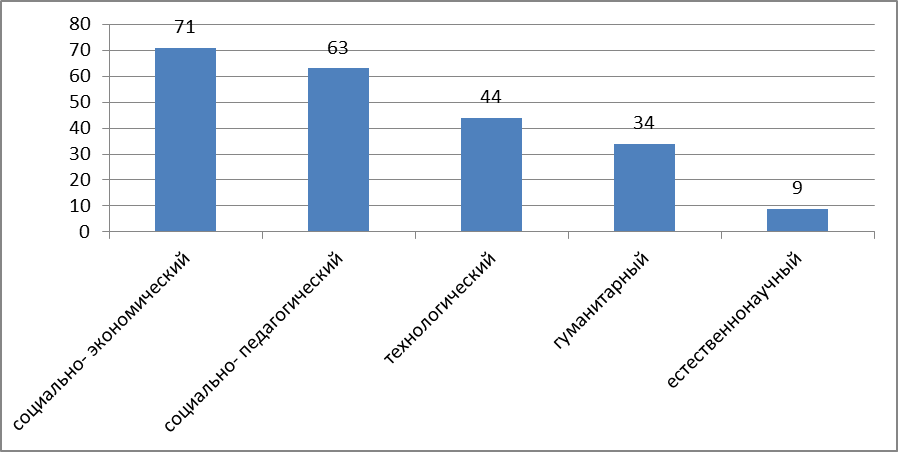 80
70
60
50
40
30
20
10
0
71
63
44
34
9
социально- экономический
социально- педагогический
технологический
гуманитарный
естественнонаучный